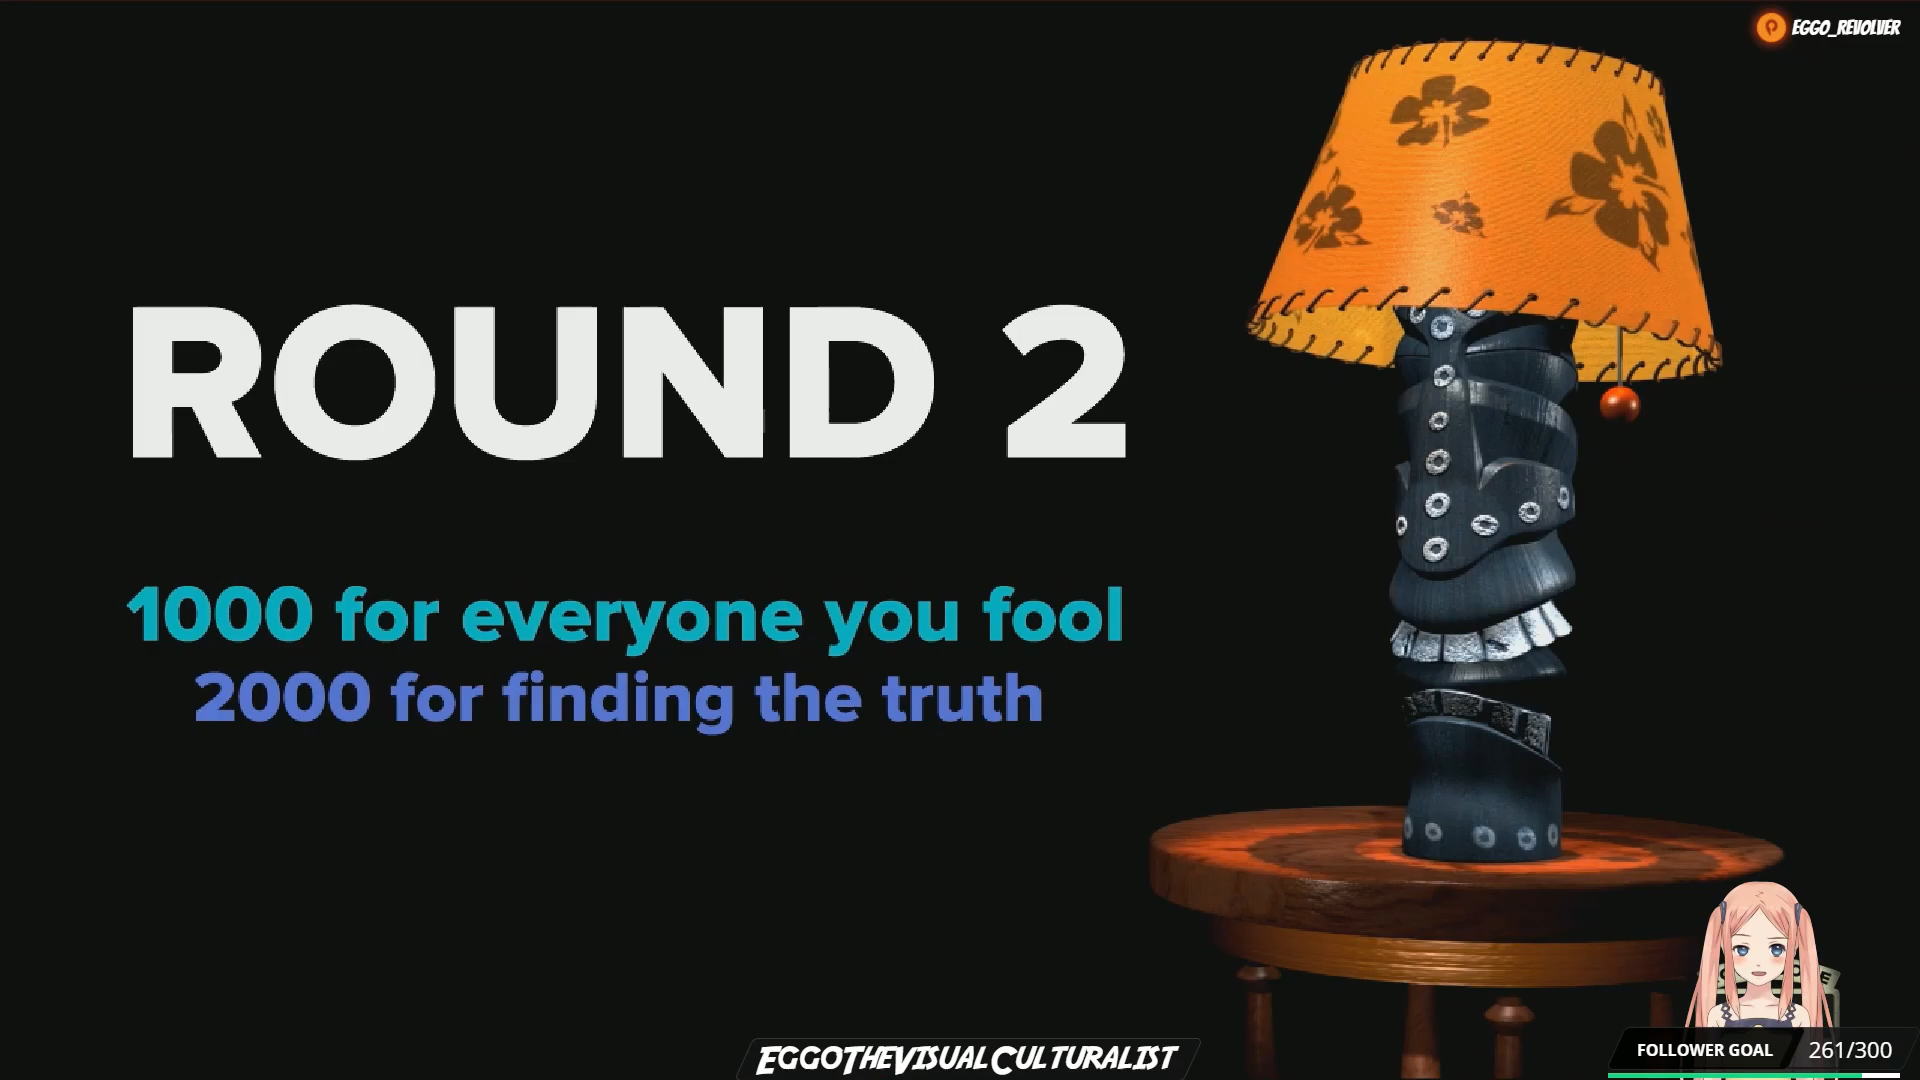 EGGO_REVOLVER
ROUND 2
1000 for everyone you fool
2000 for finding the truth
EGGOTHEVISUALCULTURALIST
FOLLOWER GOAL 261/300